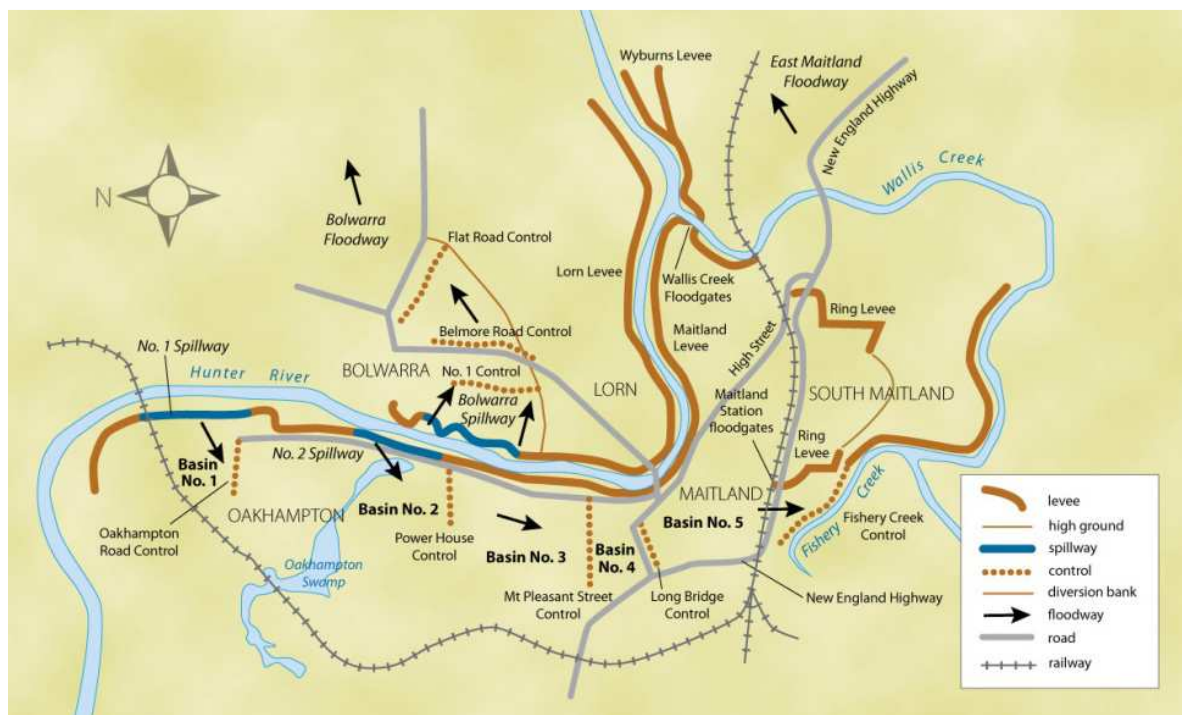 Wyburns Levee
East Maitland
Floodway
New England Highway
Wallis Creek
N
Bolwarra
Floodway
Flat Road Control
Lorn Levee
Wallis Creek
Floodgates
Ring Levee
No. 1 Spillway
Belmore Road Control
Maitland
Levee
High Street
Hunter River
BOLWARRA
No. 1 Control
LORN
Bolwarra
Spillway
Maitland
Station
floodgates
SOUTH MAITLAND
Ring
Levee
No. 2 Spillway
Basin
No. 1
Basin No. 2
MAITLAND
Basin No. 5
Fishery Creek
Fishery Creek
Control
OAKHAMPTON
Oakhampton
Road Control
Power House
Control
Basin No. 3
Basin
No. 4
Oakhampton
Swamp
Mt Pleasant Street
Control
Long Bridge
Control
New England Highway
levee
high ground
spillway
control
diversion bank
floodway
road
railway